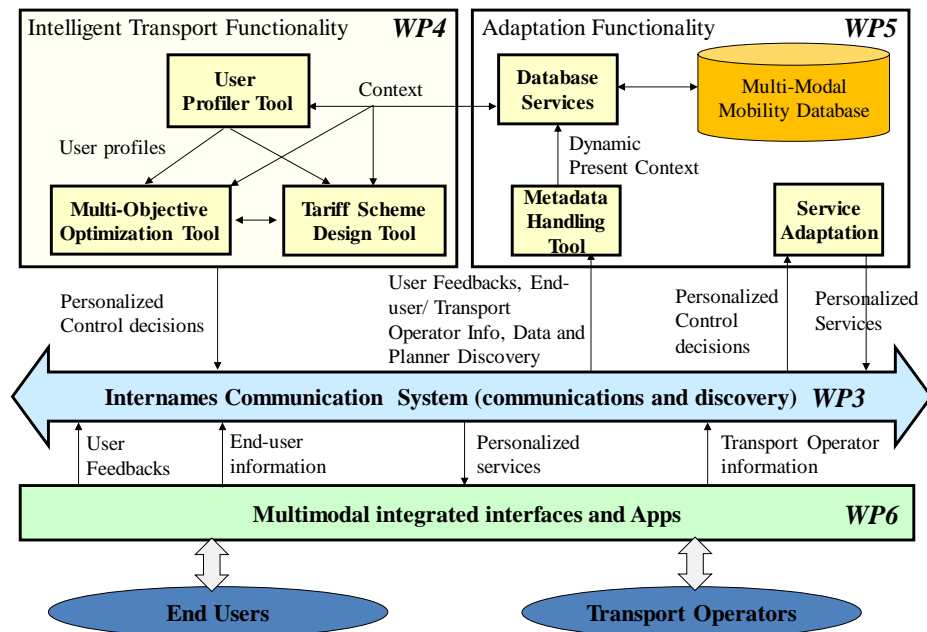 Intelligent Transport Functionality WP4
Adaptation Functionality WP5
User
Profiler Tool
Context
Database
Services
Multi-Modal
Mobility Database
User profiles
Dynamic
Present Context
Multi-Objective
Optimization Tool
Tariff Scheme
Design Tool
Metadata
Handling
Tool
Service
Adaptation
Personalized
Control decisions
User Feedbacks, End-
user/ Transport
Operator Info, Data and
Planner Discovery
Personalized
Control
decisions
Personalized
Services
Internames Communication System (communications and discovery) WP3
User
Feedbacks
End-user
information
Personalized
services
Transport Operator
information
Multimodal integrated interfaces and Apps WP6
End Users
Transport Operators